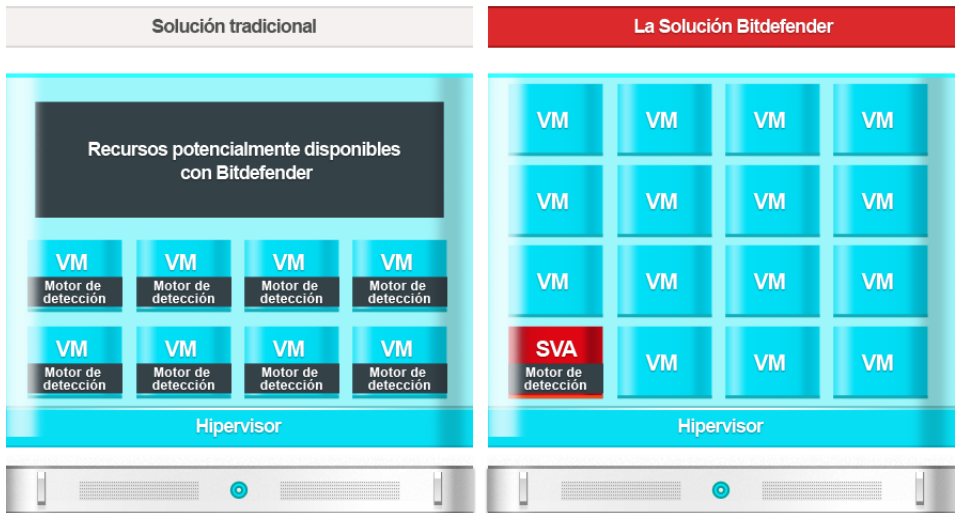 Solución tradicional
La Solución Bitdefender
Recursos potencialmente disponibles
con Bitdefender
VM
Motor de
detección
VM
Motor de
detección
VM
Motor de
detección
VM
Motor de
detección
VM
Motor de
detección
VM
Motor de
detección
VM
Motor de
detección
VM
Motor de
detección
Hipervisor
VM
VM
VM
VM
VM
VM
VM
VM
VM
VM
VM
VM
SVA
Motor de
detección
VM
VM
VM
Hipervisor